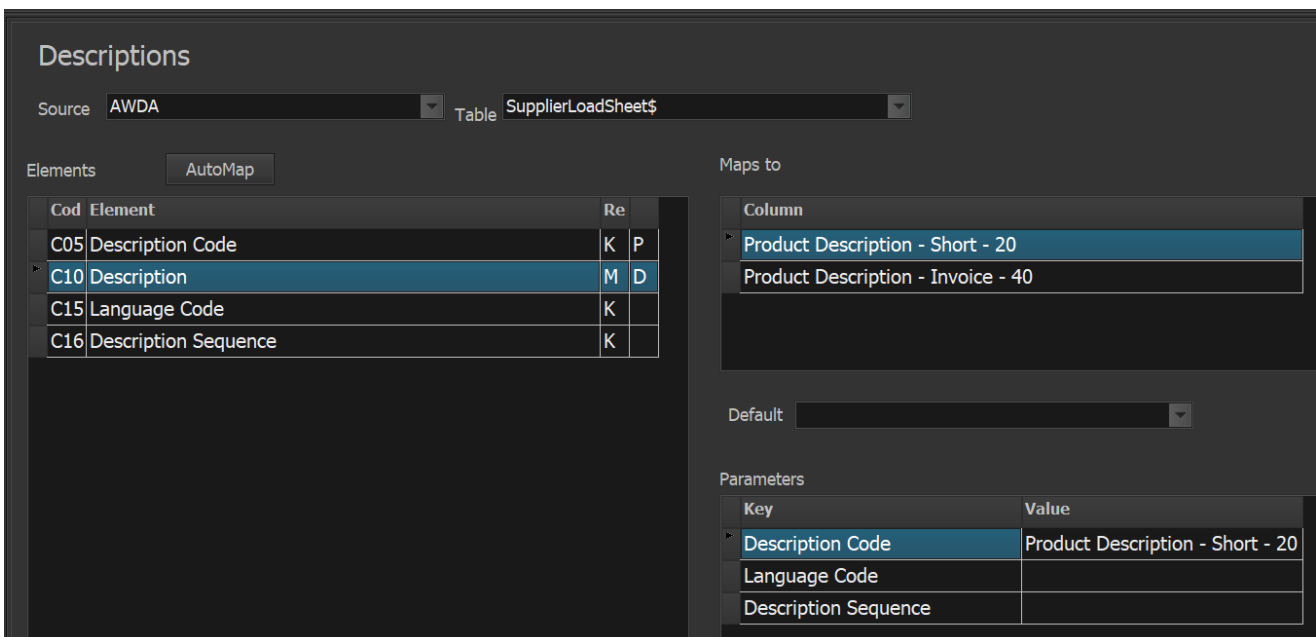 Descriptions
Source AWDA Table SupplierLoadSheet$
Elements AutoMap Maps to
Cod Element Re
C05 Description Code K P
C10 Description M D
C15 Language Code K
C16 Description Sequence K
Column
Product Description - Short - 20
Product Description - Invoice - 40
Default
Parameters
Key Value
Description Code Product Description - Short - 20
Language Code
Description Sequence